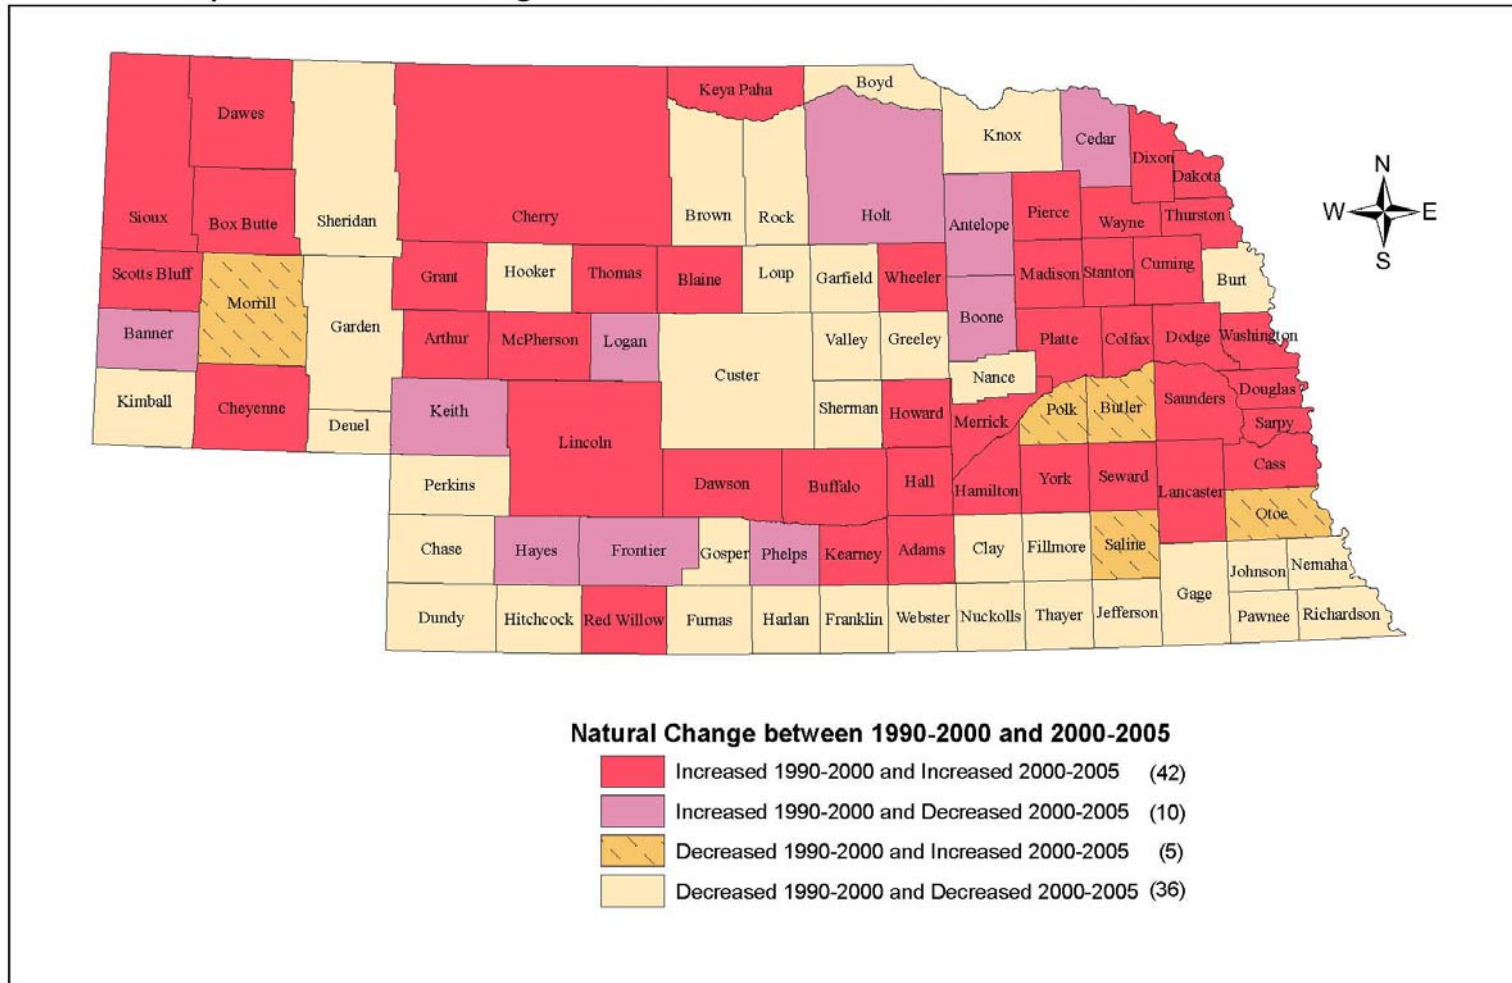 Keya Paha
Boyd
Dawes
Knox
Cedar
Dixon
Dakota
Sioux
Box Butte
Sheridan
Cherry
Brown
Rock
Holt
Antelope
Pierce
Wayne
Thurston
N
W E
S
Scotts Bluff
Morrill
Garden
Grant
Hooker
Thomas
Blaine
Loup
Garfield
Wheeler
Madison
Stanton
Cuming
Burt
Banner
Arthur
McPherson
Logan
Custer
Valley
Greeley
Boone
Platte
Colfax
Dodge
Washington
Kimball
Cheyenne
Deuel
Keith
Lincoln
Sherman
Howard
Nance
Merrick
Polk
Butler
Saunders
Douglas
Sarpy
Perkins
Dawson
Buffalo
Hall
Hamilton
York
Seward
Lancaster
Cass
Otoe
Chase
Hayes
Frontier
Gosper
Phelps
Kearney
Adams
Clay
Fillmore
Saline
Gage
Johnson
Nemaha
Dundy
Hitchcock
Red Willow
Furnas
Harlan
Franklin
Webster
Nuckolls
Thayer
Jefferson
Pawnee
Richardson
Natural Change between 1990-2000 and 2000-2005
Increased 1990-2000 and Increased 2000-2005 (42)
Increased 1990-2000 and Decreased 2000-2005 (10)
Decreased 1990-2000 and Increased 2000-2005 (5)
Decreased 1990-2000 and Decreased 2000-2005 (36)